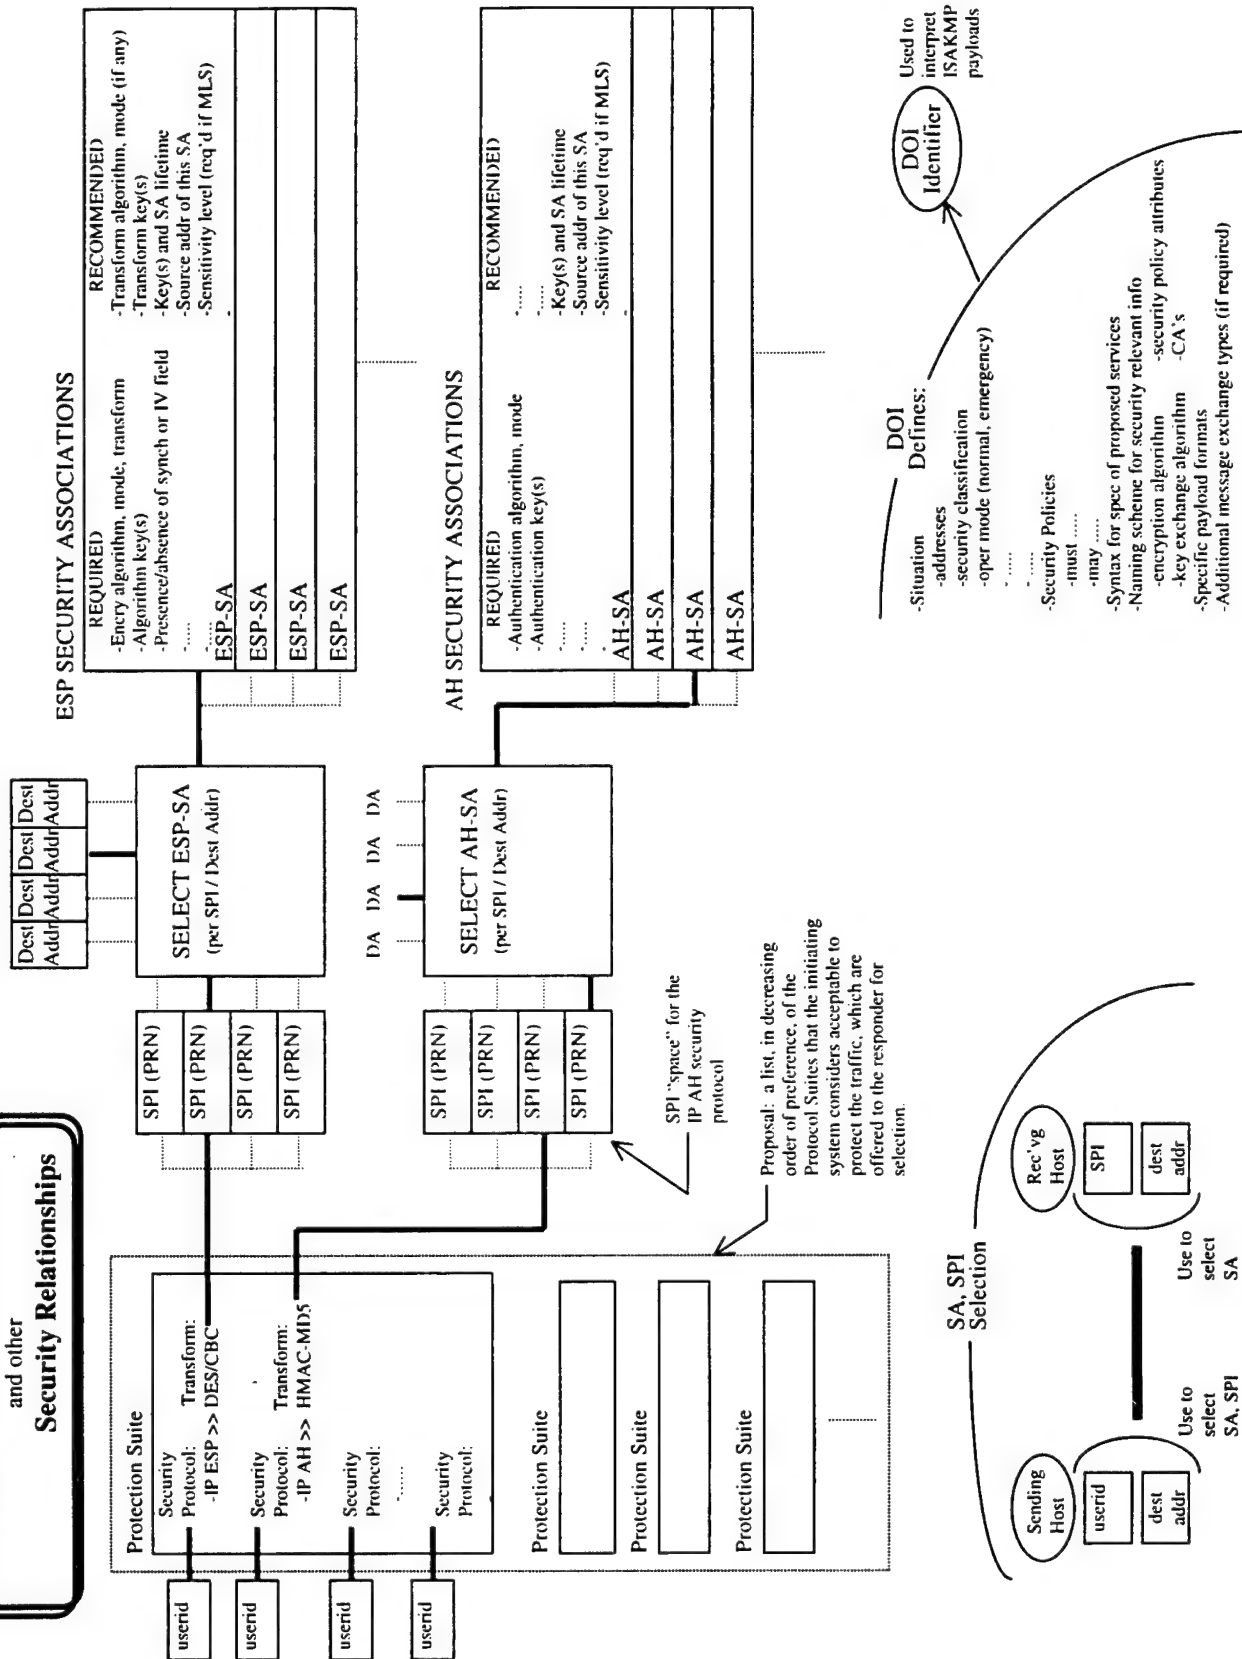 and other
Security Relationships
userid
userid
userid
userid
Protection Suite
Security
Protocol: Transform:
-IP ESP >> DES/CBC
Security
Protocol: Transform:
-IP AH >> HMAC-MD5
Security
Protocol:
-.....
Security
Protocol:
Protection Suite
Protection Suite
Protection Suite
SPI (PRN)
SPI (PRN)
SPI (PRN)
SPI (PRN)
SPI (PRN)
SPI (PRN)
SPI (PRN)
SPI (PRN)
SPI "space" for the
IP AH security
protocol
Proposal: a list, in decreasing
order of preference, of the
Protocol Suites that the initiating
system considers acceptable to
protect the traffic, which are
offered to the responder for
selection.
Dest Dest Dest Dest
Addr Addr Addr Addr
SELECT ESP-SA
(per SPI / Dest Addr)
DA DA DA DA
SELECT AH-SA
(per SPI / Dest Addr)
ESP SECURITY ASSOCIATIONS
REQUIRED
-Encry algorithm, mode, transform
-Algorithm key(s)
-Presence/absence of synch or IV field
-.....
-.....
RECOMMENDED
-Transform algorithm, mode (if any)
-Transform key(s)
-Key(s) and SA lifetime
-Source addr of this SA
-Sensitivity level (req'd if MLS)
ESP-SA
ESP-SA
ESP-SA
ESP-SA
AH SECURITY ASSOCIATIONS
REQUIRED
-Authentication algorithm, mode
-Authentication key(s)
-.....
-.....
RECOMMENDED
-.....
-.....
-Key(s) and SA lifetime
-Source addr of this SA
-Sensitivity level (req'd if MLS)
AH-SA
AH-SA
AH-SA
AH-SA
SA, SPI
Selection
Sending
Host
userid
dest
addr
Use to
select
SA, SPI
Use to
select
SA
Rec'vg
Host
SPI
dest
addr
DOI
Defines:
-Situation
-addresses
-security classification
-oper mode (normal, emergency)
-.....
-.....
-Security Policies
-must .....
-may .....
-Syntax for spec of proposed services
-Naming scheme for security relevant info
-encryption algorithm -security policy attributes
-key exchange algorithm -CA's
-Specific payload formats
-Additional message exchange types (if required)
DOI
Identifier
Used to
interpret
ISAKMP
payloads